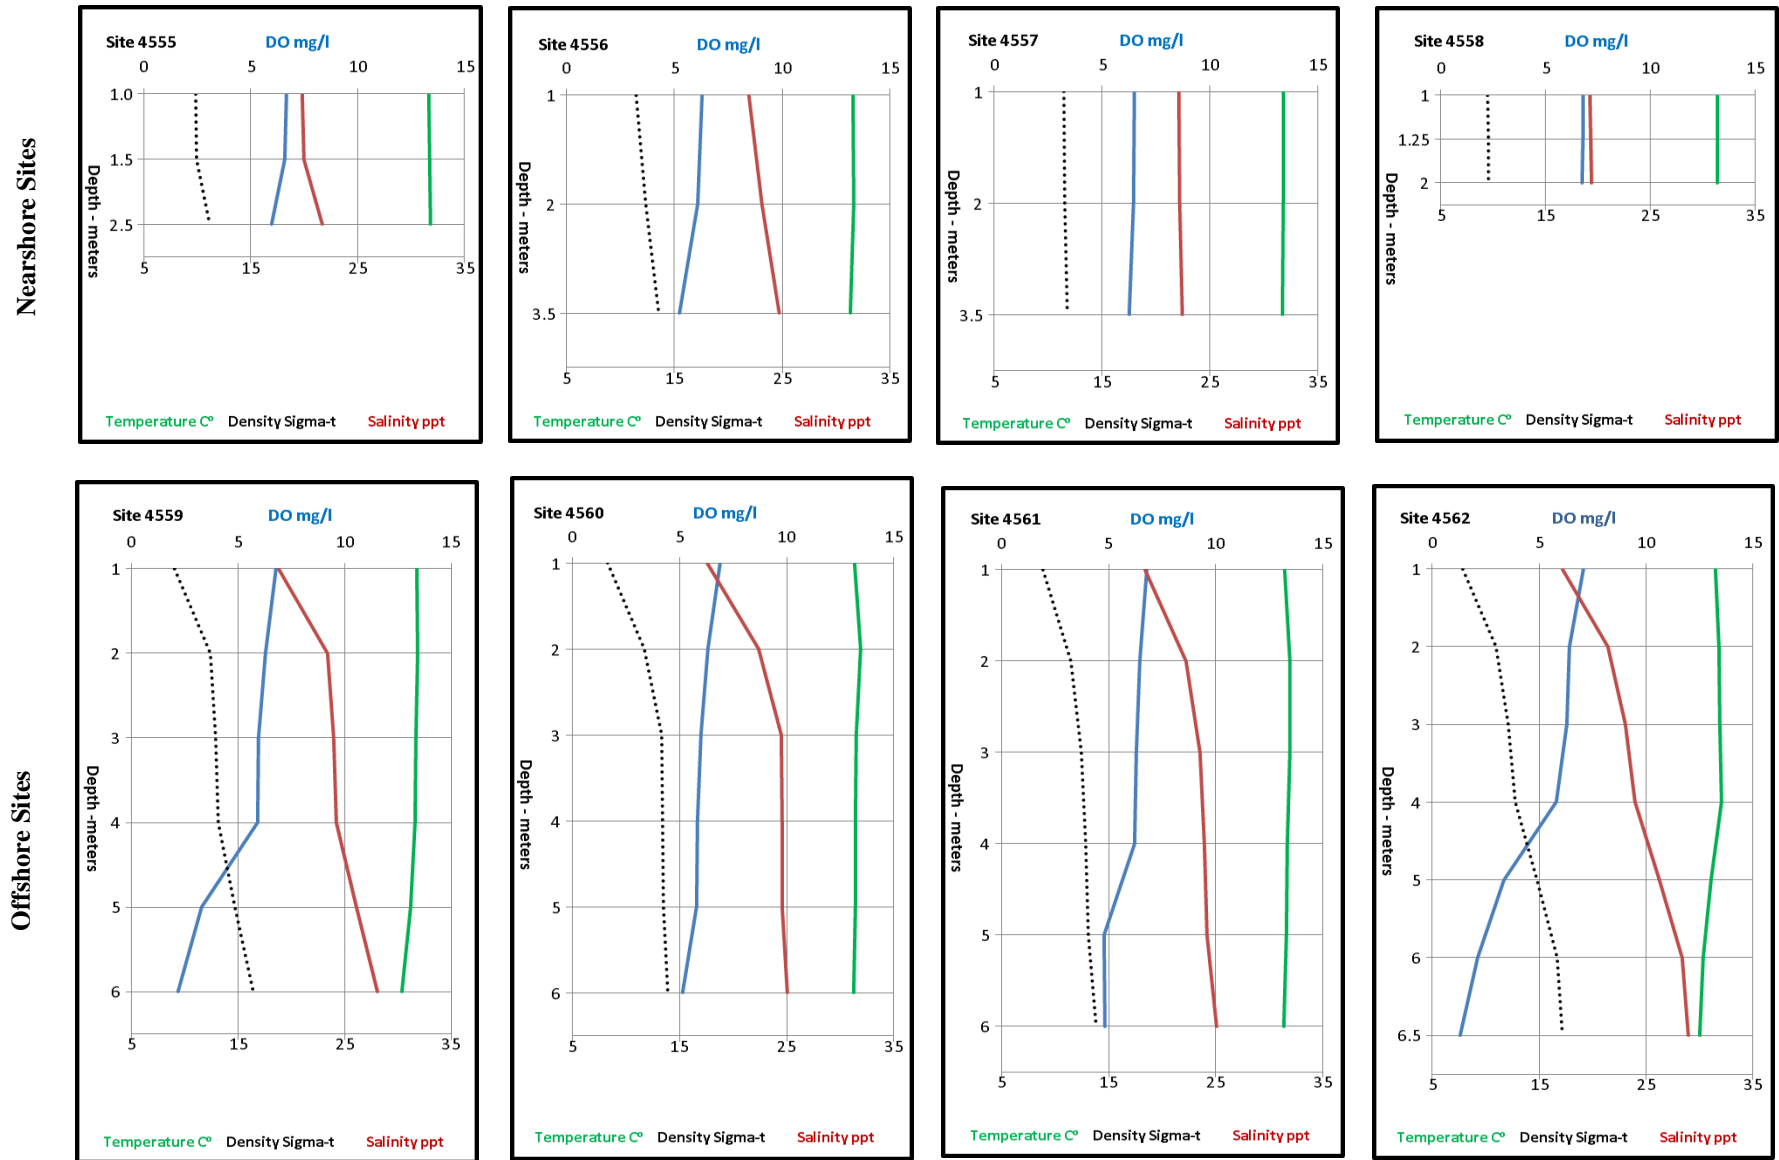 Nearshore Sites
Site 4555 DO mg/l
0 5 10 15
1.0
1.5
2.5
Depth - meters
5 15 25 35
Temperature Cº Density Sigma-t Salinity ppt
Site 4556 DO mg/l
0 5 10 15
1
2
3.5
Depth - meters
5 15 25 35
Temperature Cº Density Sigma-t Salinity ppt
Site 4557 DO mg/l
0 5 10 15
1
2
3.5
Depth - meters
5 15 25 35
Temperature Cº Density Sigma-t Salinity ppt
Site 4558 DO mg/l
0 5 10 15
1
1.25
2
Depth - meters
5 15 25 35
Temperature Cº Density Sigma-t Salinity ppt
Offshore Sites
Site 4559 DO mg/l
0 5 10 15
1
2
3
4
5
6
Depth -meters
5 15 25 35
Temperature Cº Density Sigma-t Salinity ppt
Site 4560 DO mg/l
0 5 10 15
1
2
3
4
5
6
Depth - meters
5 15 25 35
Temperature Cº Density Sigma-t Salinity ppt
Site 4561 DO mg/l
0 5 10 15
1
2
3
4
5
6
Depth - meters
5 15 25 35
Temperature Cº Density Sigma-t Salinity ppt
Site 4562 DO mg/l
0 5 10 15
1
2
3
4
5
6
6.5
Depth - meters
5 15 25 35
Temperature Cº Density Sigma-t Salinity ppt